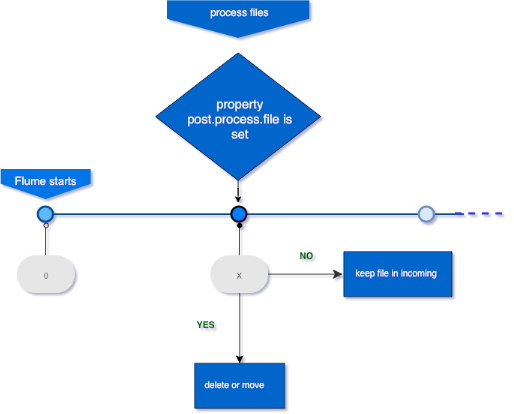 process files
property
post.process.file is
set
Flume starts
0
X
NO
keep file in incoming
YES
delete or move